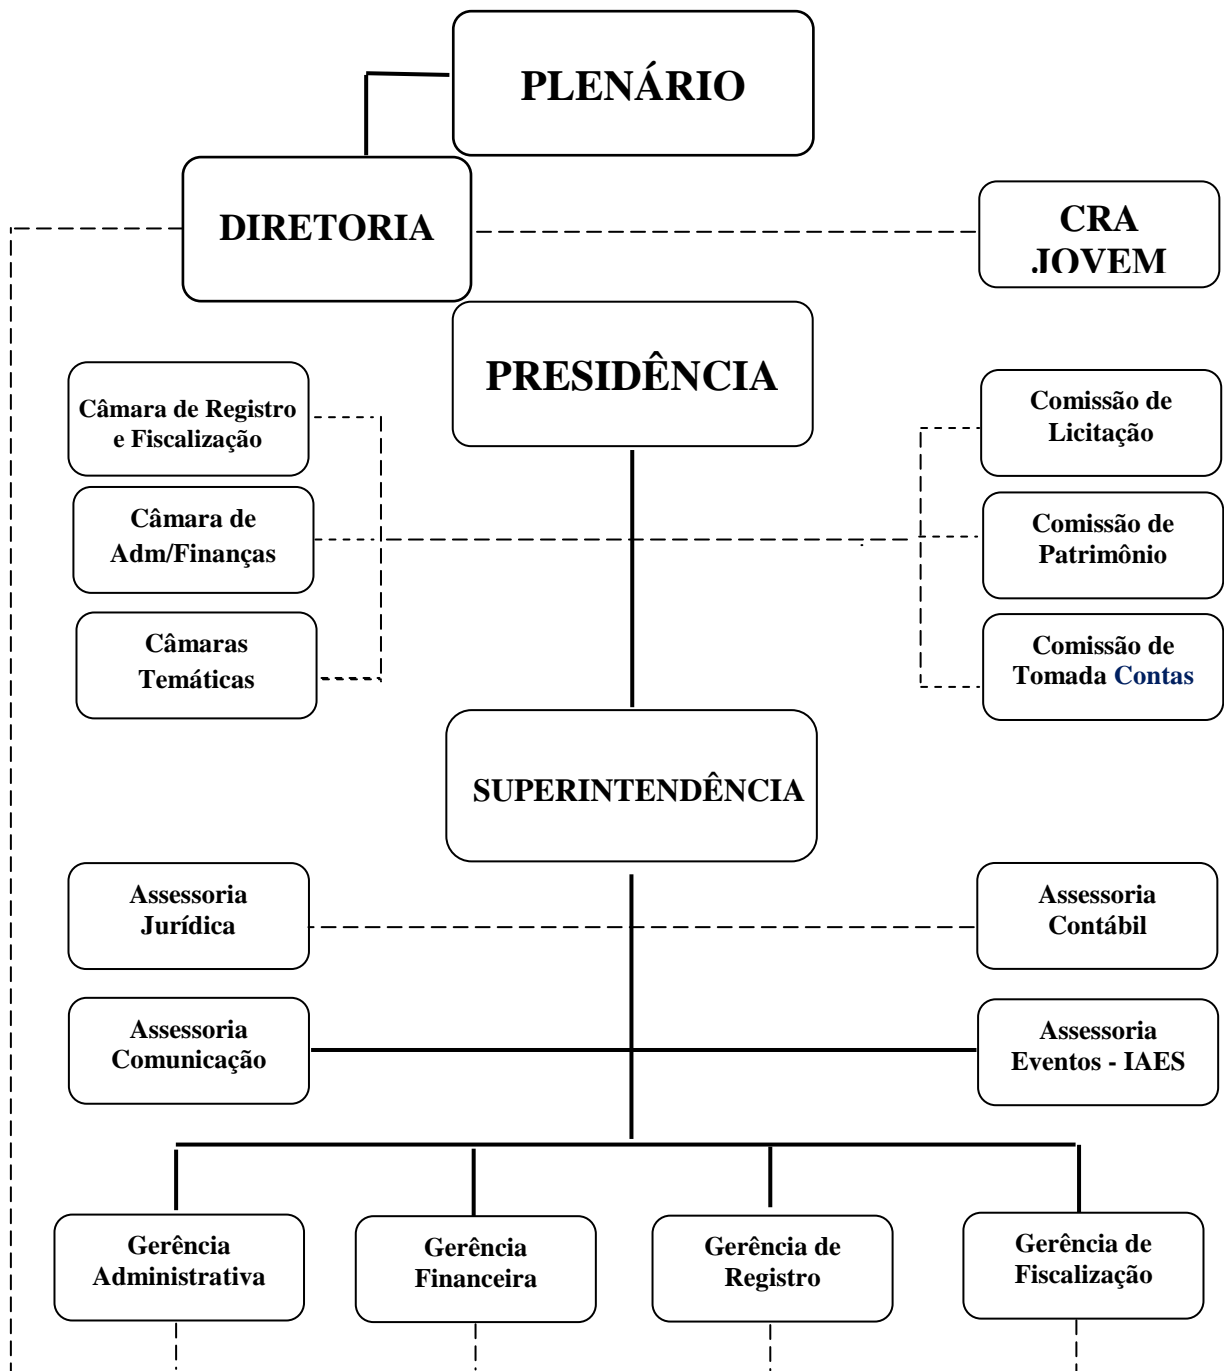 PLENÁRIO
DIRETORIA
CRA
JOVEM
PRESIDÊNCIA
Câmara de Registro
e Fiscalização
Comissão de
Licitação
Câmara de
Adm/Finanças
Comissão de
Patrimônio
Câmaras
Temáticas
Comissão de
Tomada Contas
SUPERINTENDÊNCIA
Assessoria
Jurídica
Assessoria
Contábil
Assessoria
Comunicação
Assessoria
Eventos - IAES
Gerência
Administrativa
Gerência
Financeira
Gerência de
Registro
Gerência de
Fiscalização